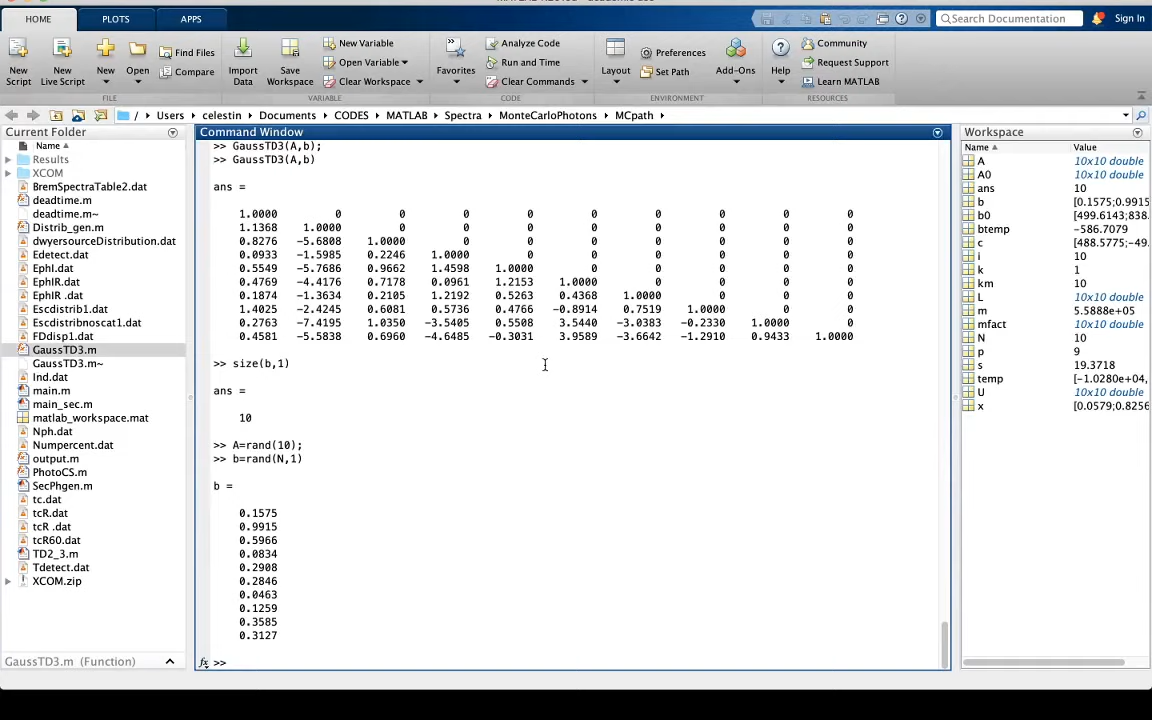 HOME PLOTS APPS
Search Documentation Sign In
New Script
New Live Script
New
Open
Find Files
Compare
FILE
Import Data
Save Workspace
New Variable
Open Variable
Clear Workspace
VARIABLE
Favorites
Analyze Code
Run and Time
Clear Commands
CODE
Layout
Preferences
Set Path
Add-Ons
ENVIRONMENT
Help
Community
Request Support
Learn MATLAB
RESOURCES
/ Users celestin Documents CODES MATLAB Spectra MonteCarloPhotons MCpath
Current Folder
Name
Results
XCOM
BremSpectraTable2.dat
deadtime.m
deadtime.m~
Distrib_gen.m
dwyersourceDistribution.dat
Edetect.dat
EphI.dat
EphIR.dat
EphIR .dat
Escdistrib1.dat
Escdistribnoscat1.dat
FDdisp1.dat
GaussTD3.m
GaussTD3.m~
Ind.dat
main.m
main_sec.m
matlab_workspace.mat
Nph.dat
Numpercent.dat
output.m
PhotoCS.m
SecPhgen.m
tc.dat
tcR.dat
tcR .dat
tcR60.dat
TD2_3.m
Tdetect.dat
XCOM.zip
GaussTD3.m (Function)
Command Window
>> GaussTD3(A,b);
>> GaussTD3(A,b)
ans =
1.0000 0 0 0 0 0 0 0 0 0
1.1368 1.0000 0 0 0 0 0 0 0 0
0.8276 -5.6808 1.0000 0 0 0 0 0 0 0
0.0933 -1.5985 0.2246 1.0000 0 0 0 0 0 0
0.5549 -5.7686 0.9662 1.4598 1.0000 0 0 0 0 0
0.4769 -4.4176 0.7178 0.0961 1.2153 1.0000 0 0 0 0
0.1874 -1.3634 0.2105 1.2192 0.5263 0.4368 1.0000 0 0 0
1.4025 -2.4245 0.6081 0.5736 0.4766 -0.8914 0.7519 1.0000 0 0
0.2763 -7.4195 1.0350 -3.5405 0.5508 3.5440 -3.0383 -0.2330 1.0000 0
0.4581 -5.5838 0.6960 -4.6485 -0.3031 3.9589 -3.6642 -1.2910 0.9433 1.0000
>> size(b,1)
ans =
10
>> A=rand(10);
>> b=rand(N,1)
b =
0.1575
0.9915
0.5966
0.0834
0.2908
0.2846
0.0463
0.1259
0.3585
0.3127
fx >>
Workspace
Name Value
A 10x10 double
A0 10x10 double
ans 10
b [0.1575;0.9915
b0 [499.6143;838.
btemp -586.7079
c [488.5775;-49.
i 10
k 1
km 10
L 10x10 double
m 5.5888e+05
mfact 10x10 double
N 10
p 9
s 19.3718
temp [-1.0280e+04,
U 10x10 double
x [0.0579;0.8256